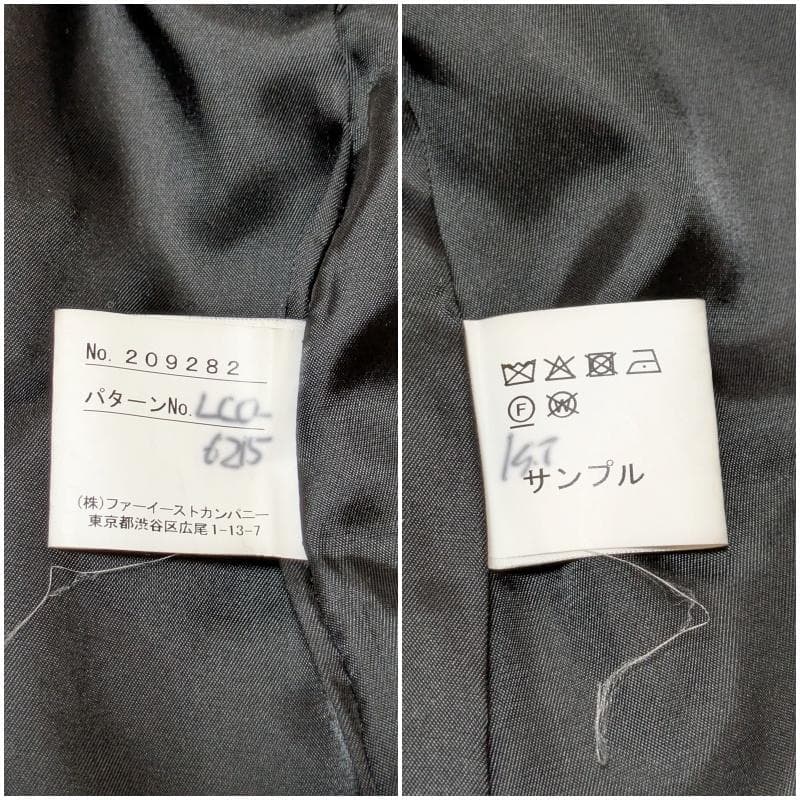 No. 209282
パターンNo. LCO-
6215
(株)ファーイーストカンパニー
東京都渋谷区広尾1-13-7
F
W
1ST
サンプル